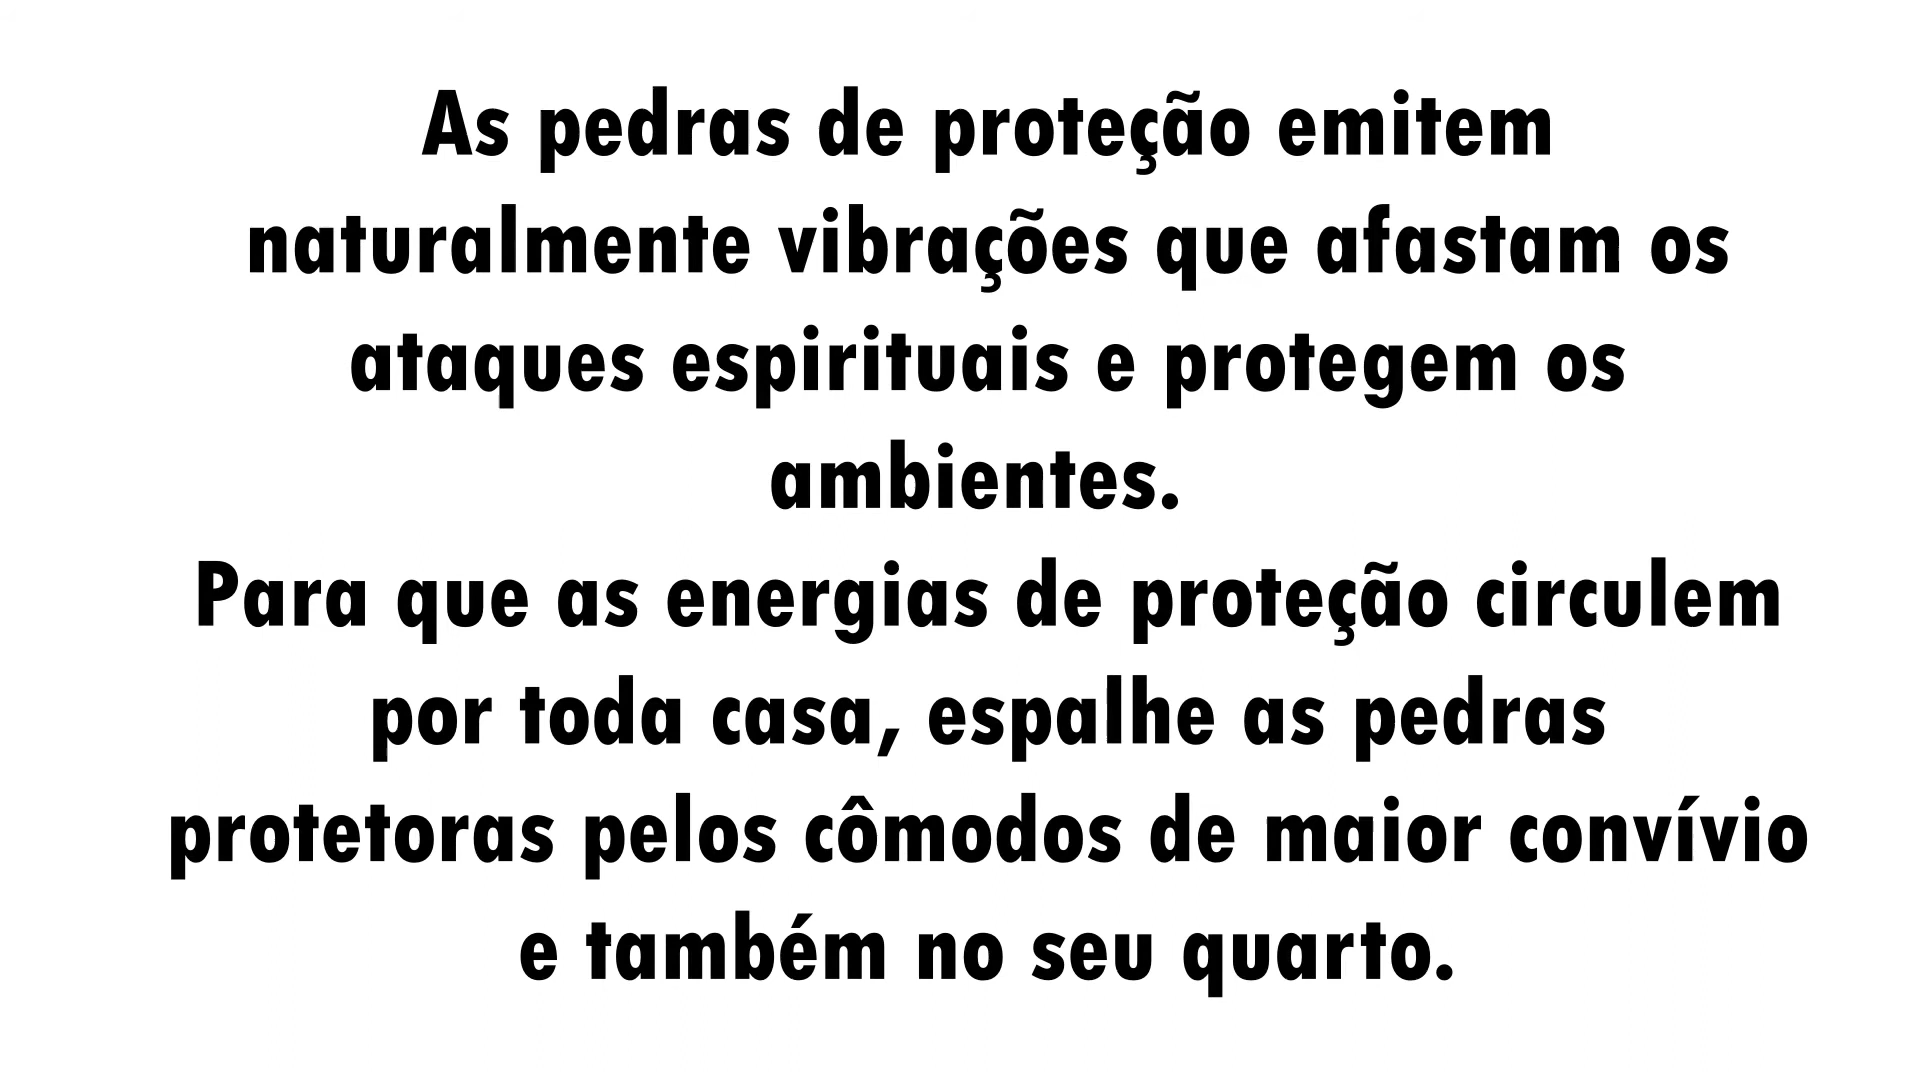 As pedras de proteção emitem
naturalmente vibrações que afastam os
ataques espirituais e protegem os
ambientes.
Para que as energias de proteção circulem
por toda casa, espalhe as pedras
protetoras pelos cômodos de maior convívio
e também no seu quarto.